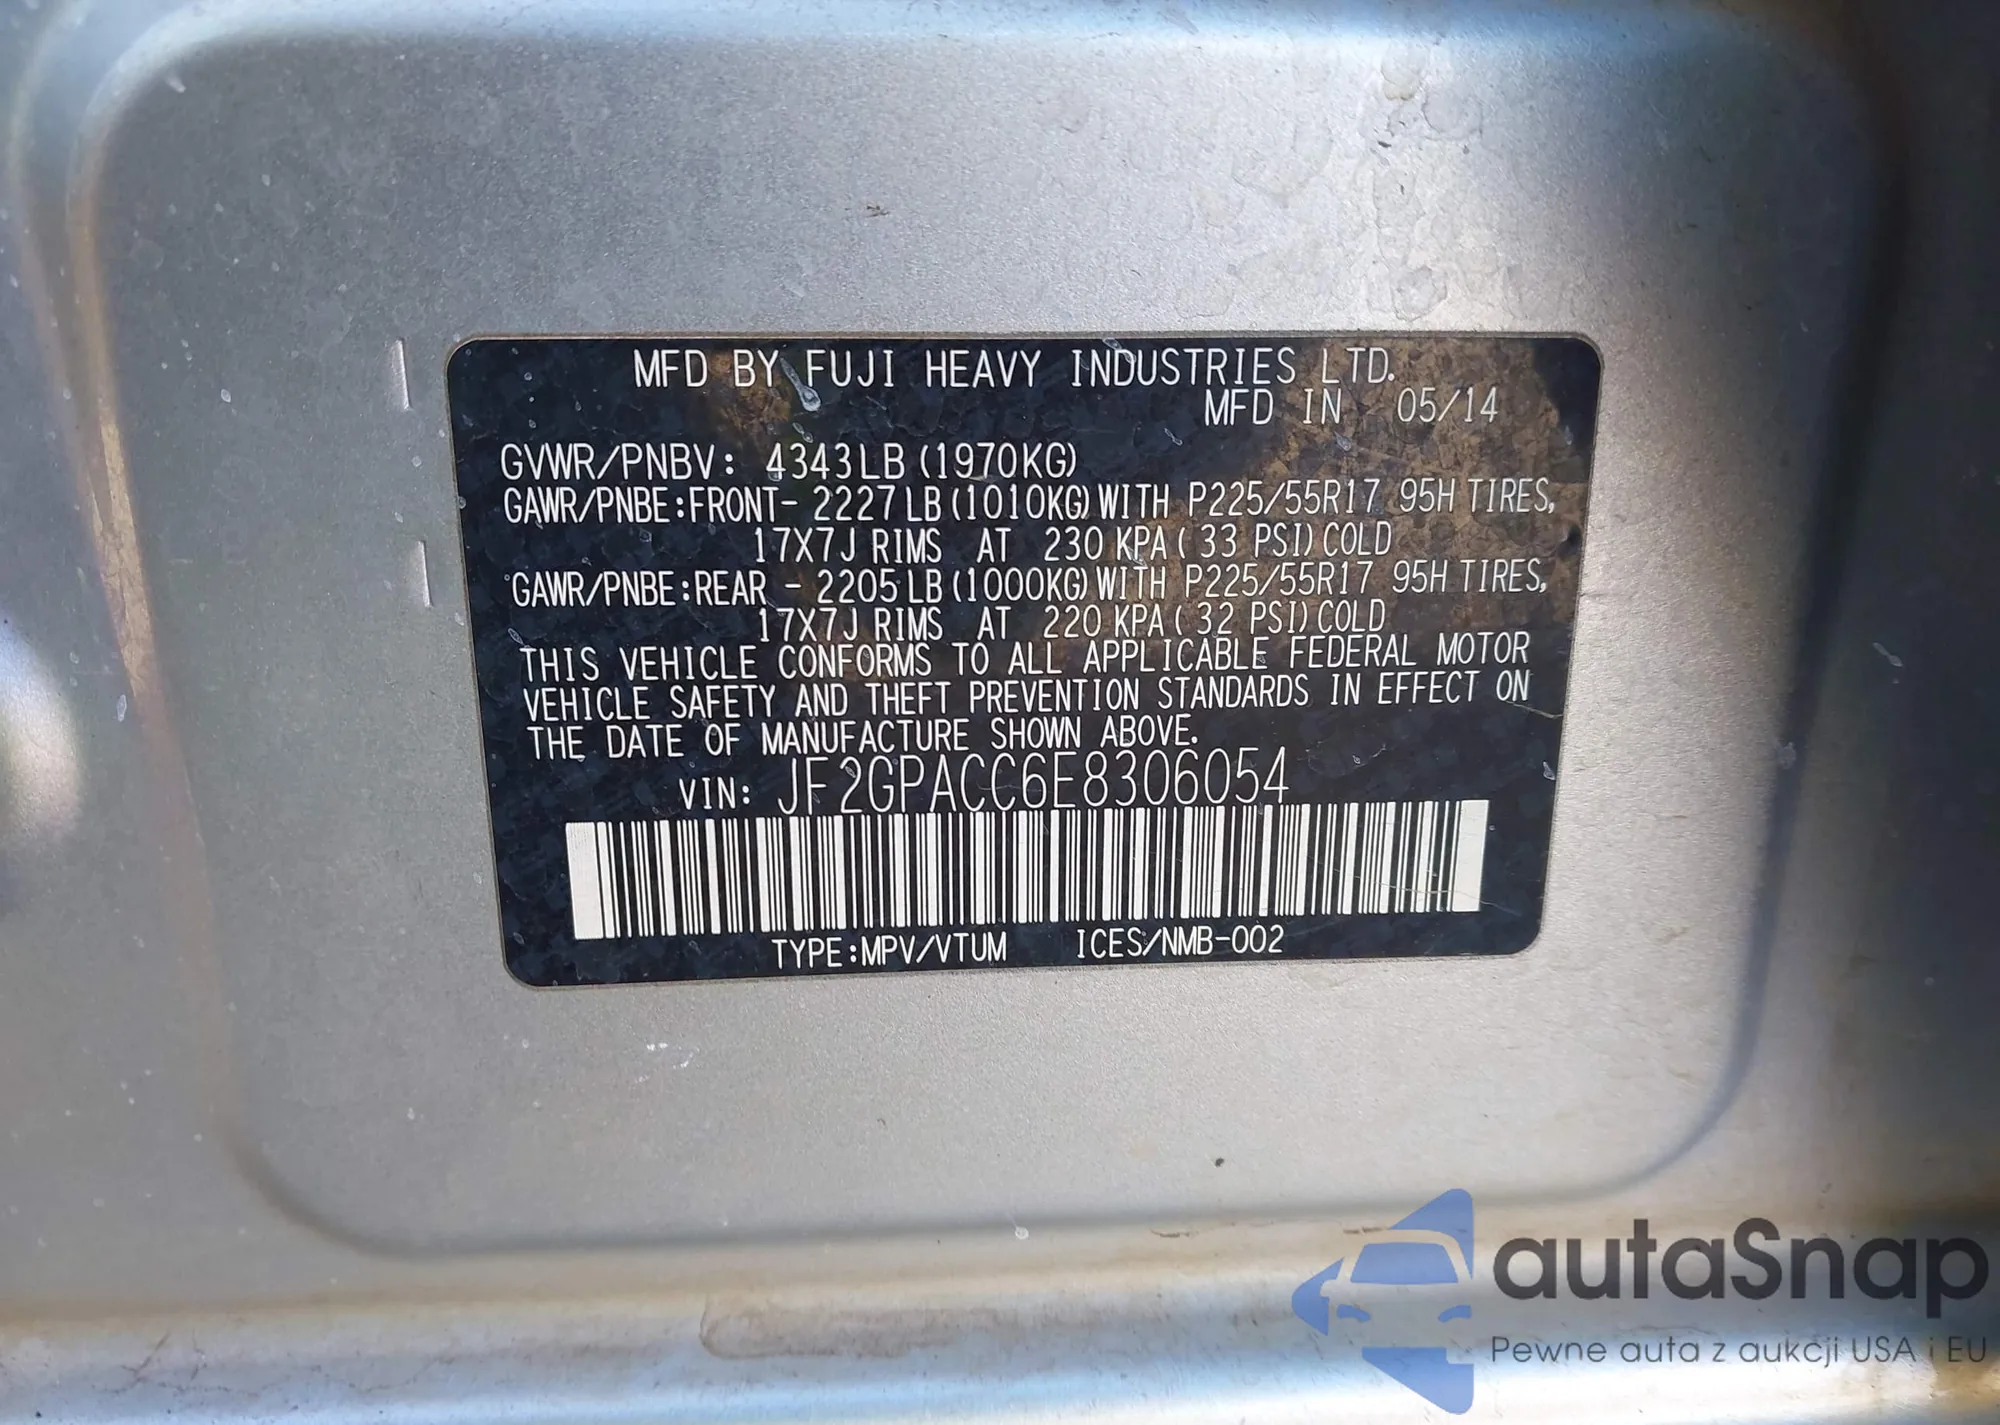 MFD BY FUJI HEAVY INDUSTRIES LTD.
MFD IN 05/14
GVWR/PNBV: 4343LB(1970KG)
GAWR/PNBE:FRONT- 2227LB(1010KG)WITH P225/55R17 95H TIRES,
17X7J RIMS AT 230 KPA(33 PSI)COLD
GAWR/PNBE:REAR - 2205LB(1000KG)WITH P225/55R17 95H TIRES,
17X7J RIMS AT 220 KPA(32 PSI)COLD
THIS VEHICLE CONFORMS TO ALL APPLICABLE FEDERAL MOTOR
VEHICLE SAFETY AND THEFT PREVENTION STANDARDS IN EFFECT ON
THE DATE OF MANUFACTURE SHOWN ABOVE.
VIN: JF2GPACC6E8306054
TYPE:MPV/VTUM ICES/NMB-002
autaSnap
Pewne auta z aukcji USA i EU